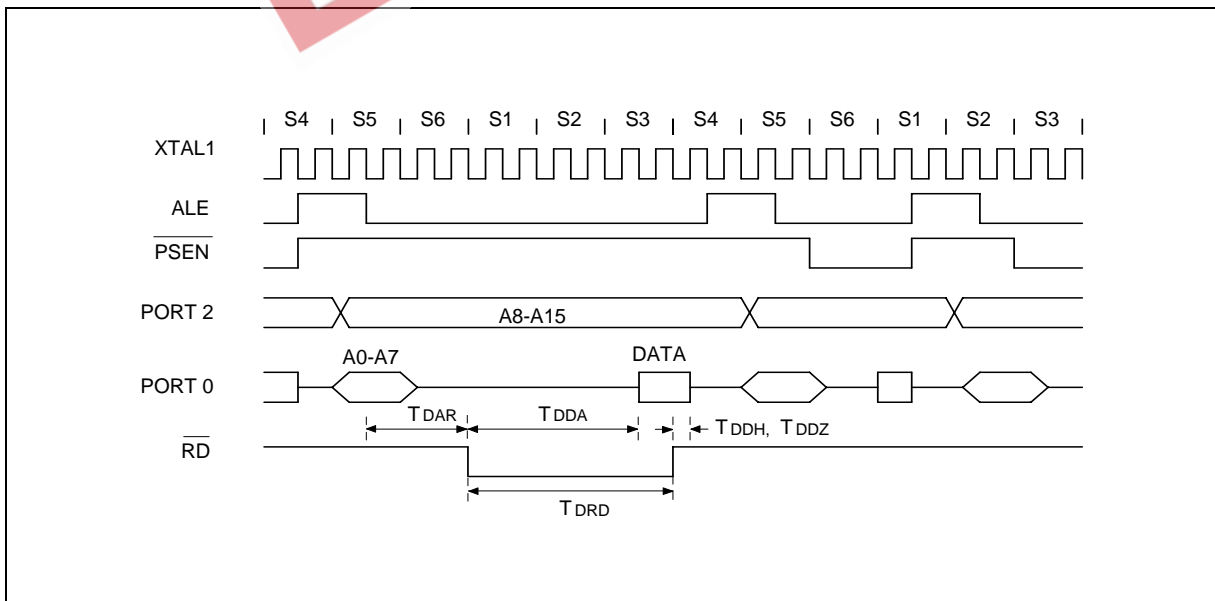 S4 S5 S6 S1 S2 S3 S4 S5 S6 S1 S2 S3
XTAL1
ALE
PSEN
PORT 2
A8-A15
A0-A7
DATA
PORT 0
TDAR
TDDA
TDDH, TDDZ
RD
TDRD